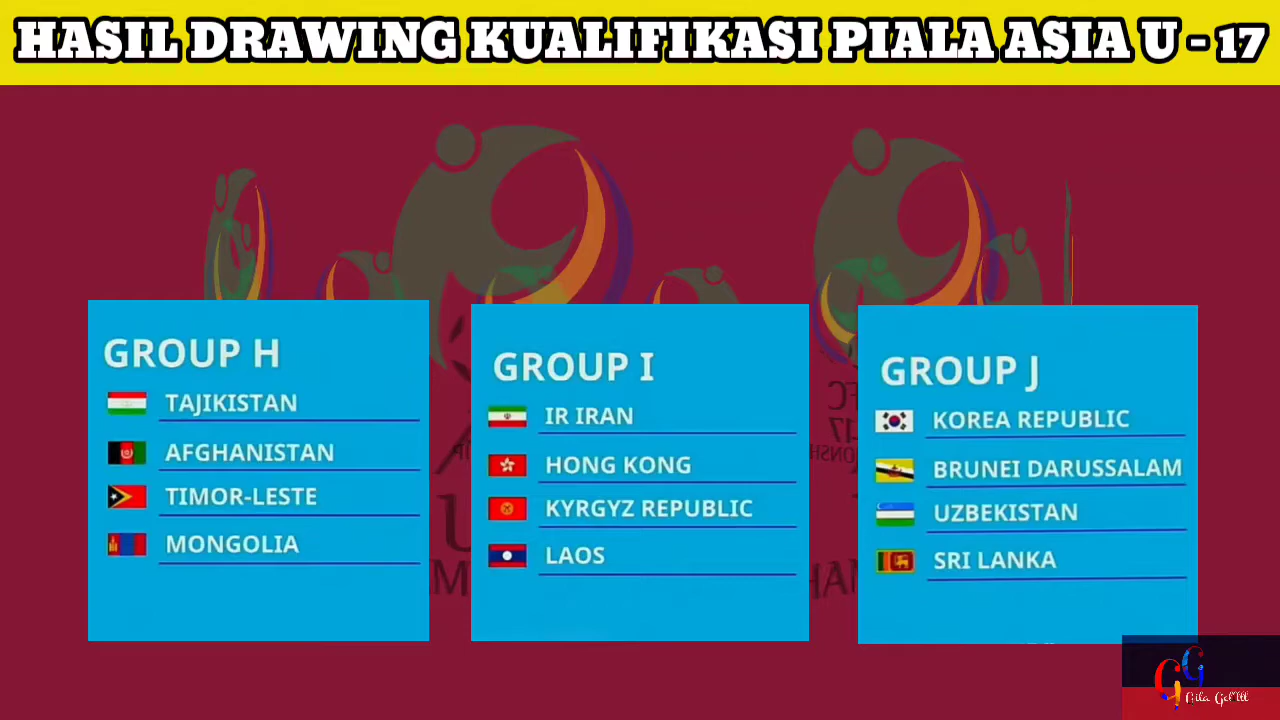 HASIL DRAWING KUALIFIKASI PIALA ASIA U - 17
GROUP H
TAJIKISTAN
AFGHANISTAN
TIMOR-LESTE
MONGOLIA
GROUP I
IR IRAN
HONG KONG
KYRGYZ REPUBLIC
LAOS
GROUP J
KOREA REPUBLIC
BRUNEI DARUSSALAM
UZBEKISTAN
SRI LANKA
GG